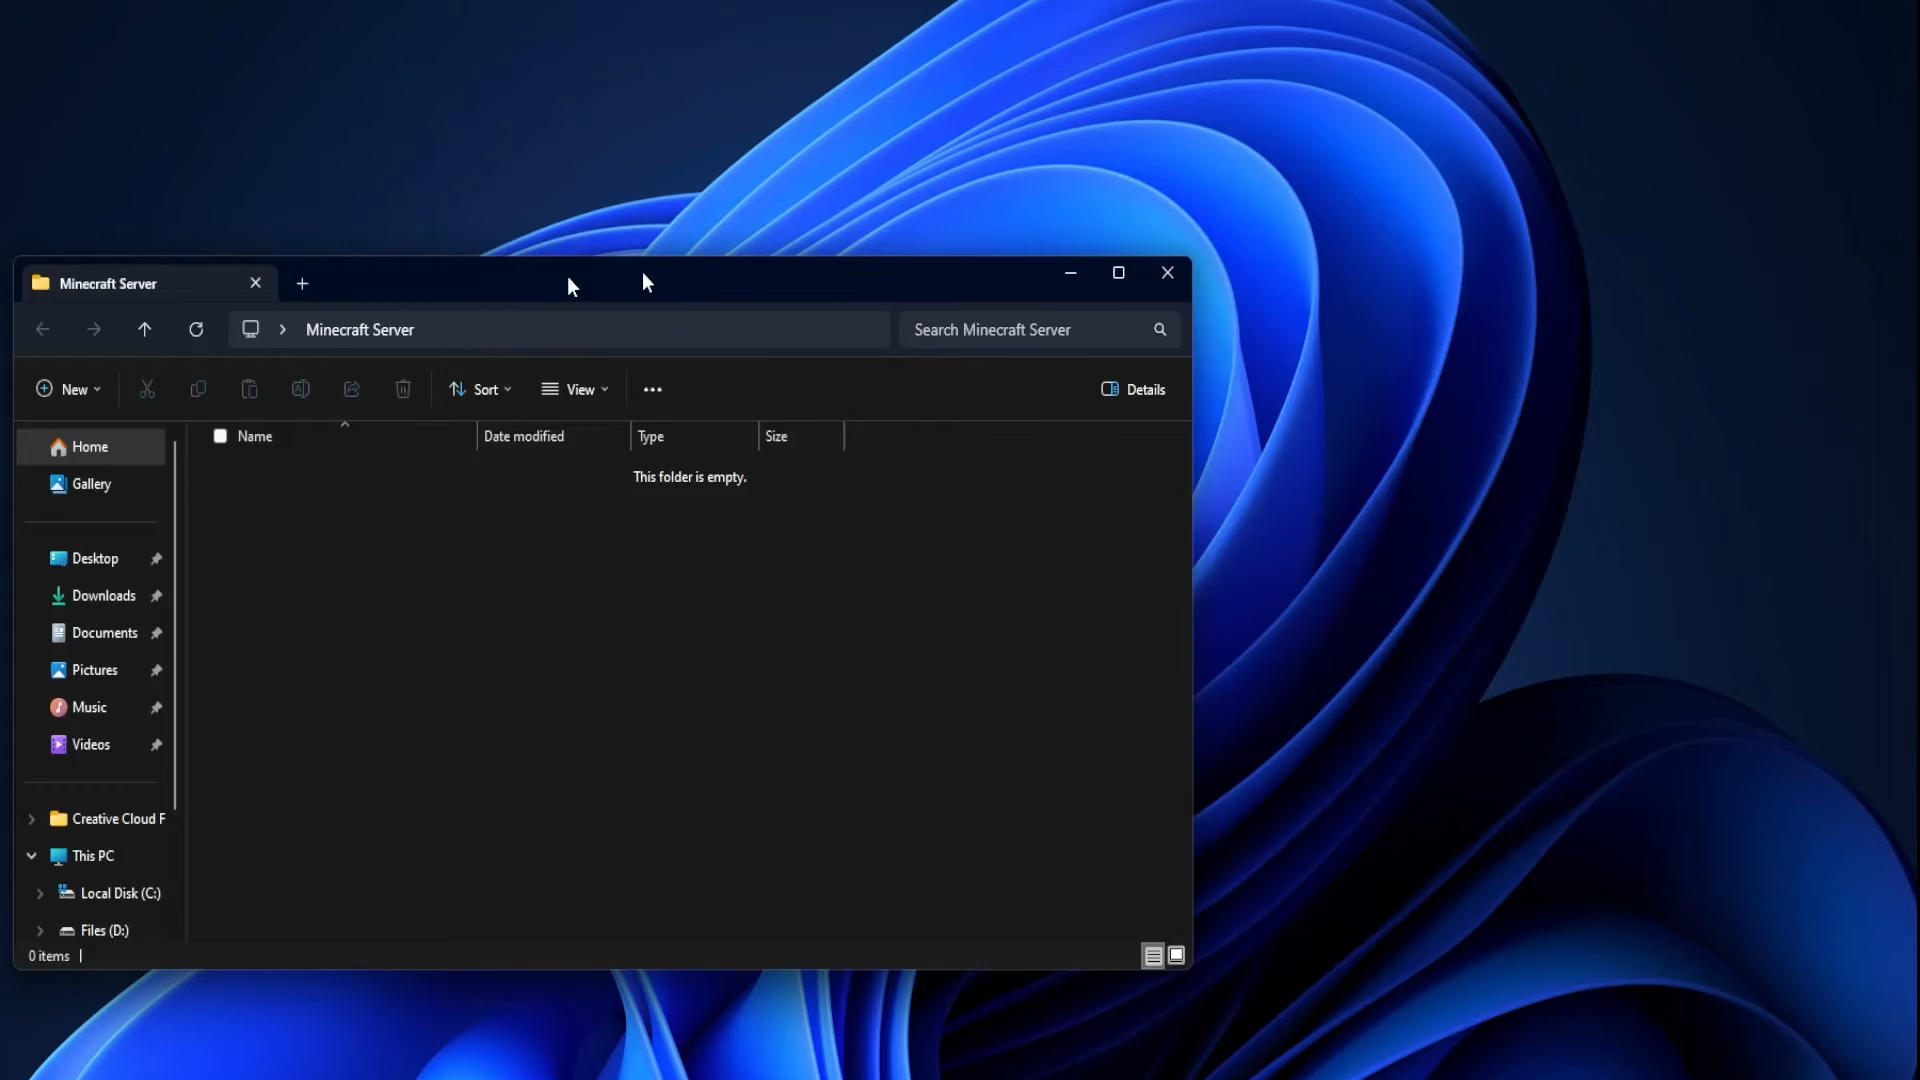 Minecraft Server
Minecraft Server
Search Minecraft Server
New
Sort
View
Details
Name
Date modified
Type
Size
This folder is empty.
Home
Gallery
Desktop
Downloads
Documents
Pictures
Music
Videos
Creative Cloud F
This PC
Local Disk (C:)
Files (D:)
0 items